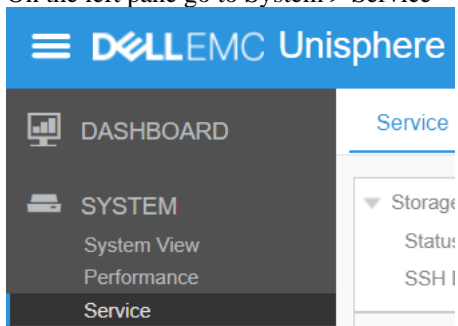 On the left pane go to System > Service
DELLEMC Unisphere
DASHBOARD
Service
SYSTEM
Storage
System View
Status
Performance
SSH
Service